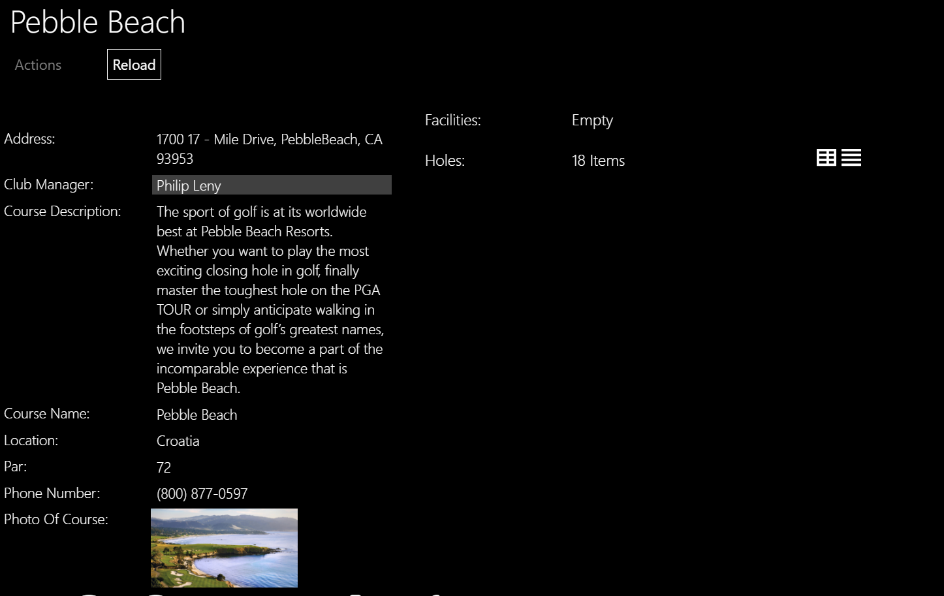 Pebble Beach
Actions
Reload
Address:
1700 17 - Mile Drive, PebbleBeach, CA
93953
Club Manager:
Philip Leny
Course Description:
The sport of golf is at its worldwide
best at Pebble Beach Resorts.
Whether you want to play the most
exciting closing hole in golf, finally
master the toughest hole on the PGA
TOUR or simply anticipate walking in
the footsteps of golf's greatest names,
we invite you to become a part of the
incomparable experience that is
Pebble Beach.
Course Name:
Pebble Beach
Location:
Croatia
Par:
72
Phone Number:
(800) 877-0597
Photo Of Course:
Facilities:
Empty
Holes:
18 Items